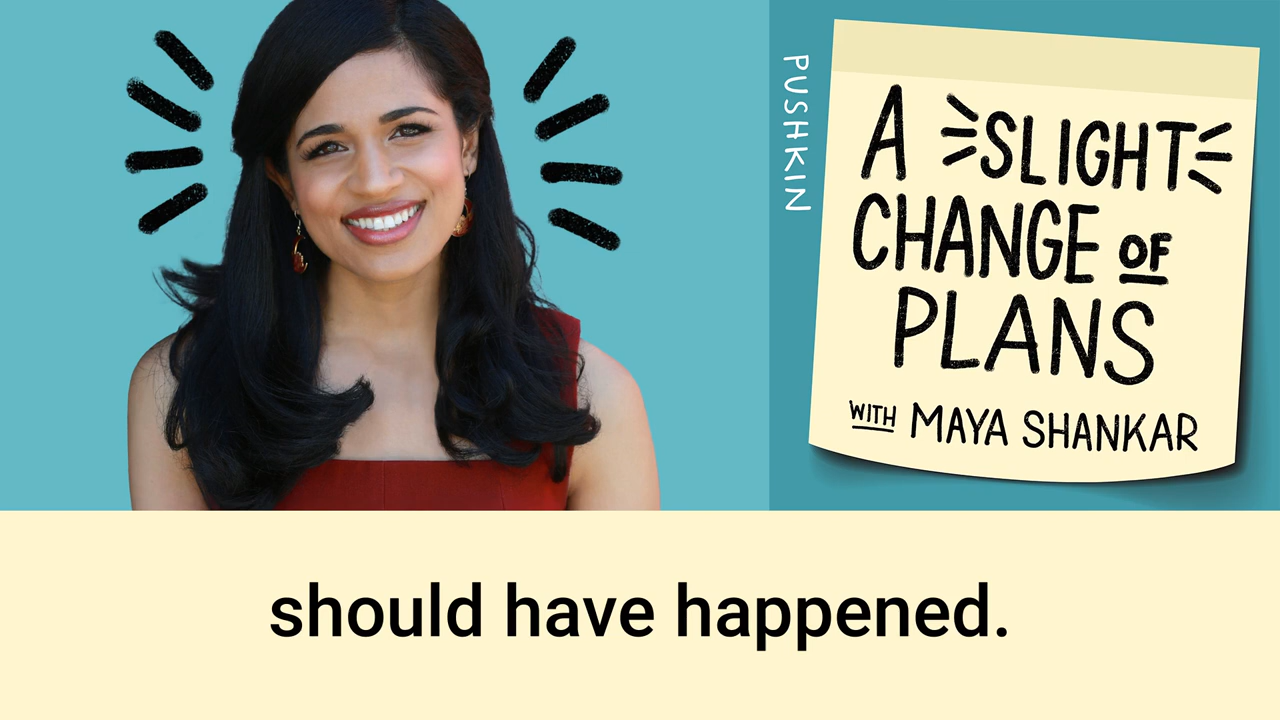 PUSHKIN
A SLIGHT
CHANGE OF
PLANS
WITH MAYA SHANKAR
should have happened.